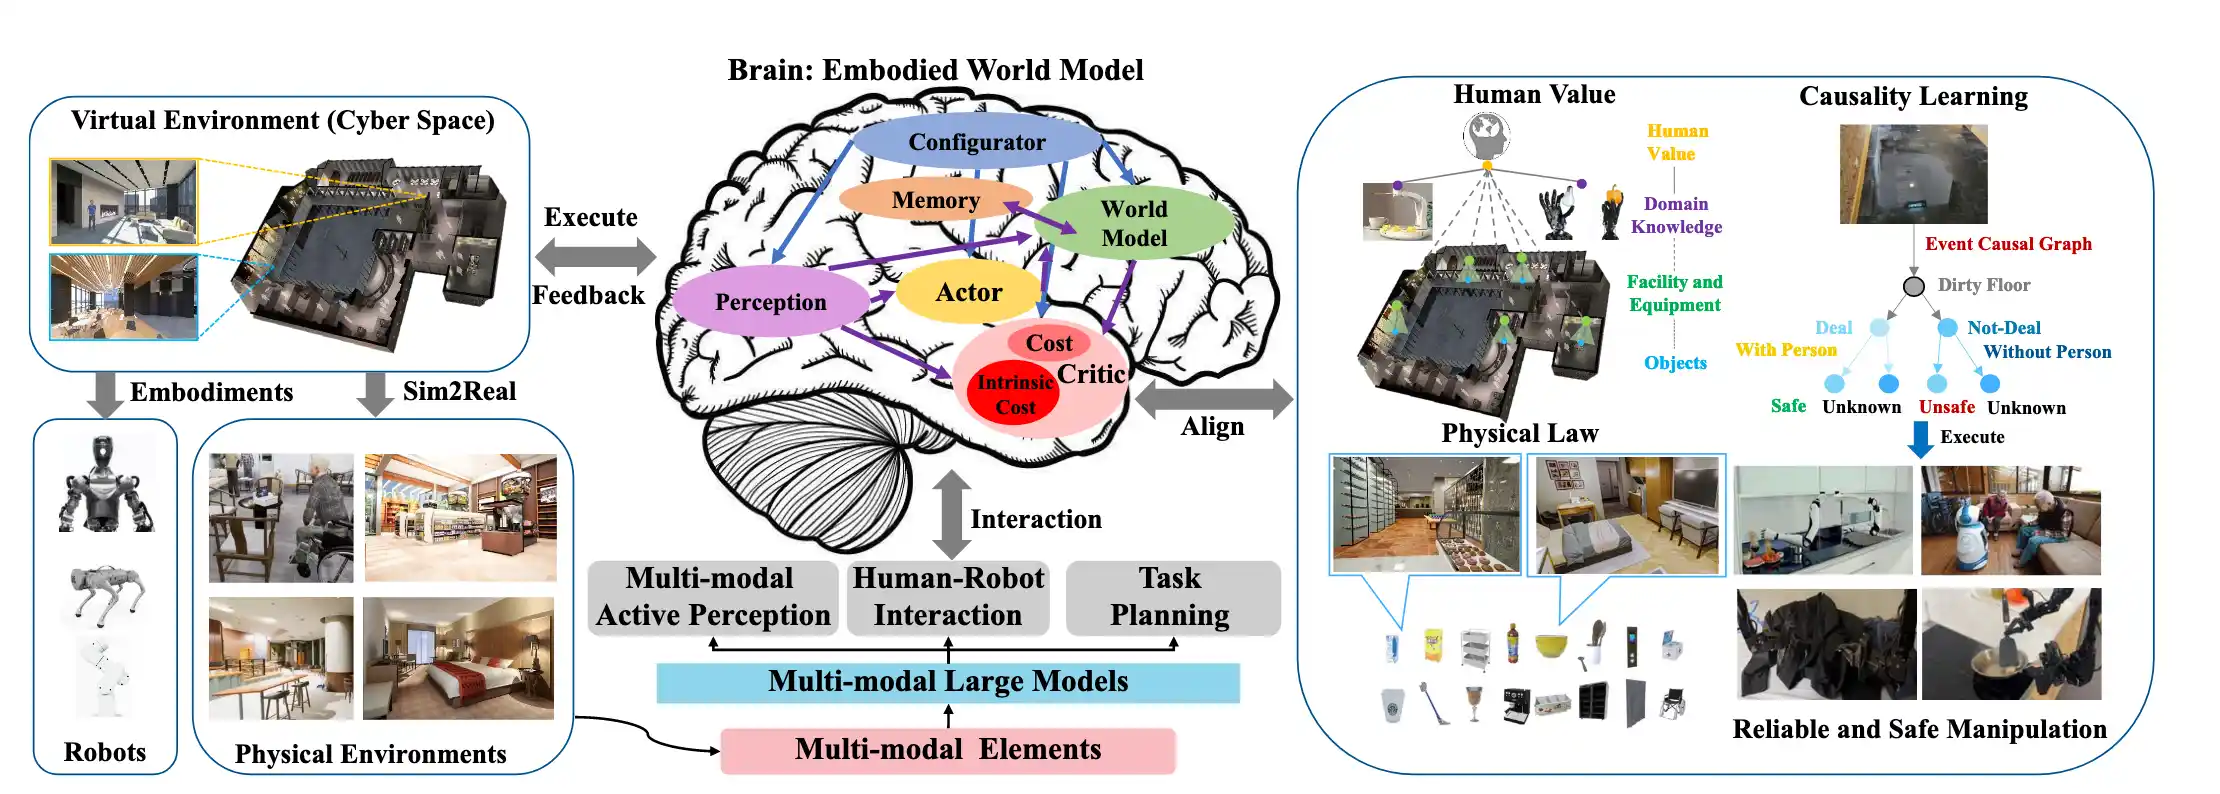 Brain: Embodied World Model
Virtual Environment (Cyber Space)
Execute
Feedback
Embodiments
Sim2Real
Robots
Physical Environments
Configurator
Memory
World
Model
Perception
Actor
Cost
Critic
Intrinsic
Cost
Align
Interaction
Multi-modal
Active Perception
Human-Robot
Interaction
Task
Planning
Multi-modal Large Models
Multi-modal Elements
Human Value
Human
Value
Domain
Knowledge
Facility and
Equipment
Objects
Physical Law
Causality Learning
Event Causal Graph
Dirty Floor
Deal
Not-Deal
With Person
Without Person
Safe
Unknown
Unsafe
Unknown
Execute
Reliable and Safe Manipulation